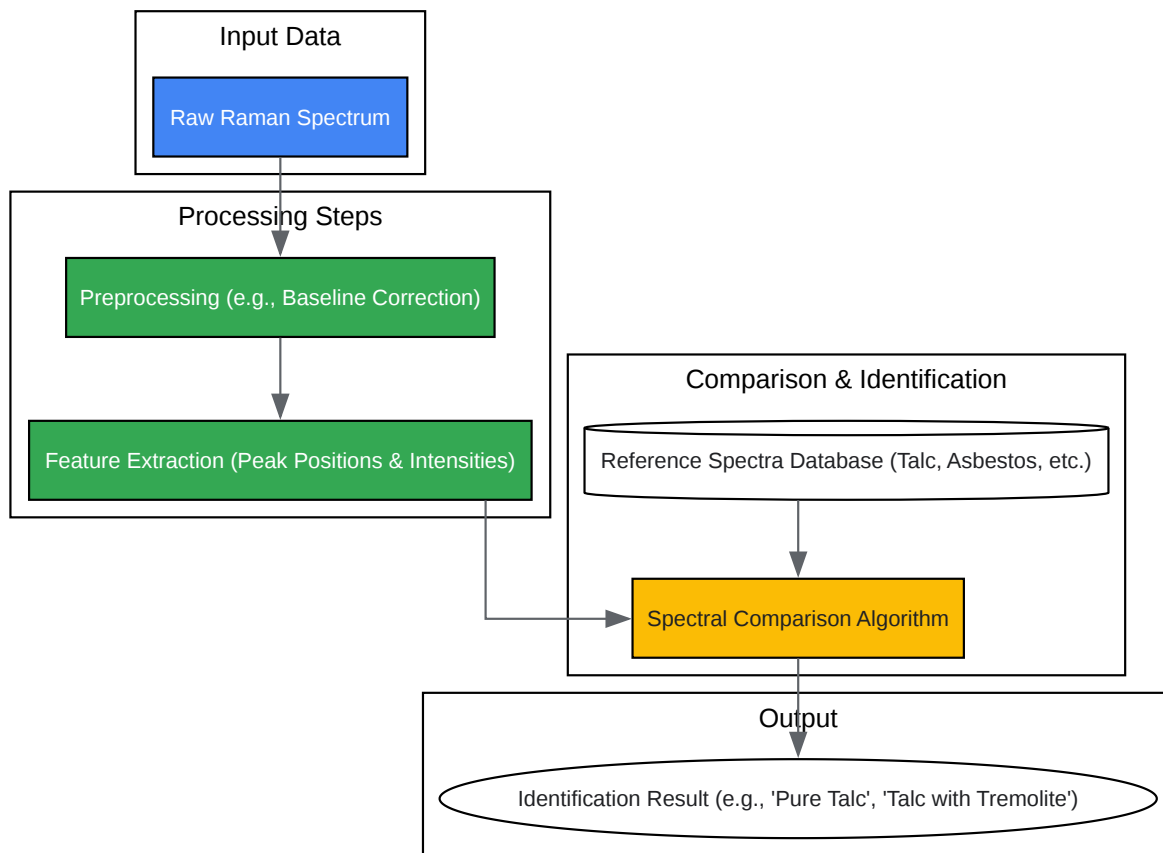 Input Data
Raw Raman Spectrum
Processing Steps
Preprocessing (e.g., Baseline Correction)
Feature Extraction (Peak Positions & Intensities)
Comparison & Identification
Reference Spectra Database (Talc, Asbestos, etc.)
Spectral Comparison Algorithm
Output
Identification Result (e.g., 'Pure Talc', 'Talc with Tremolite')